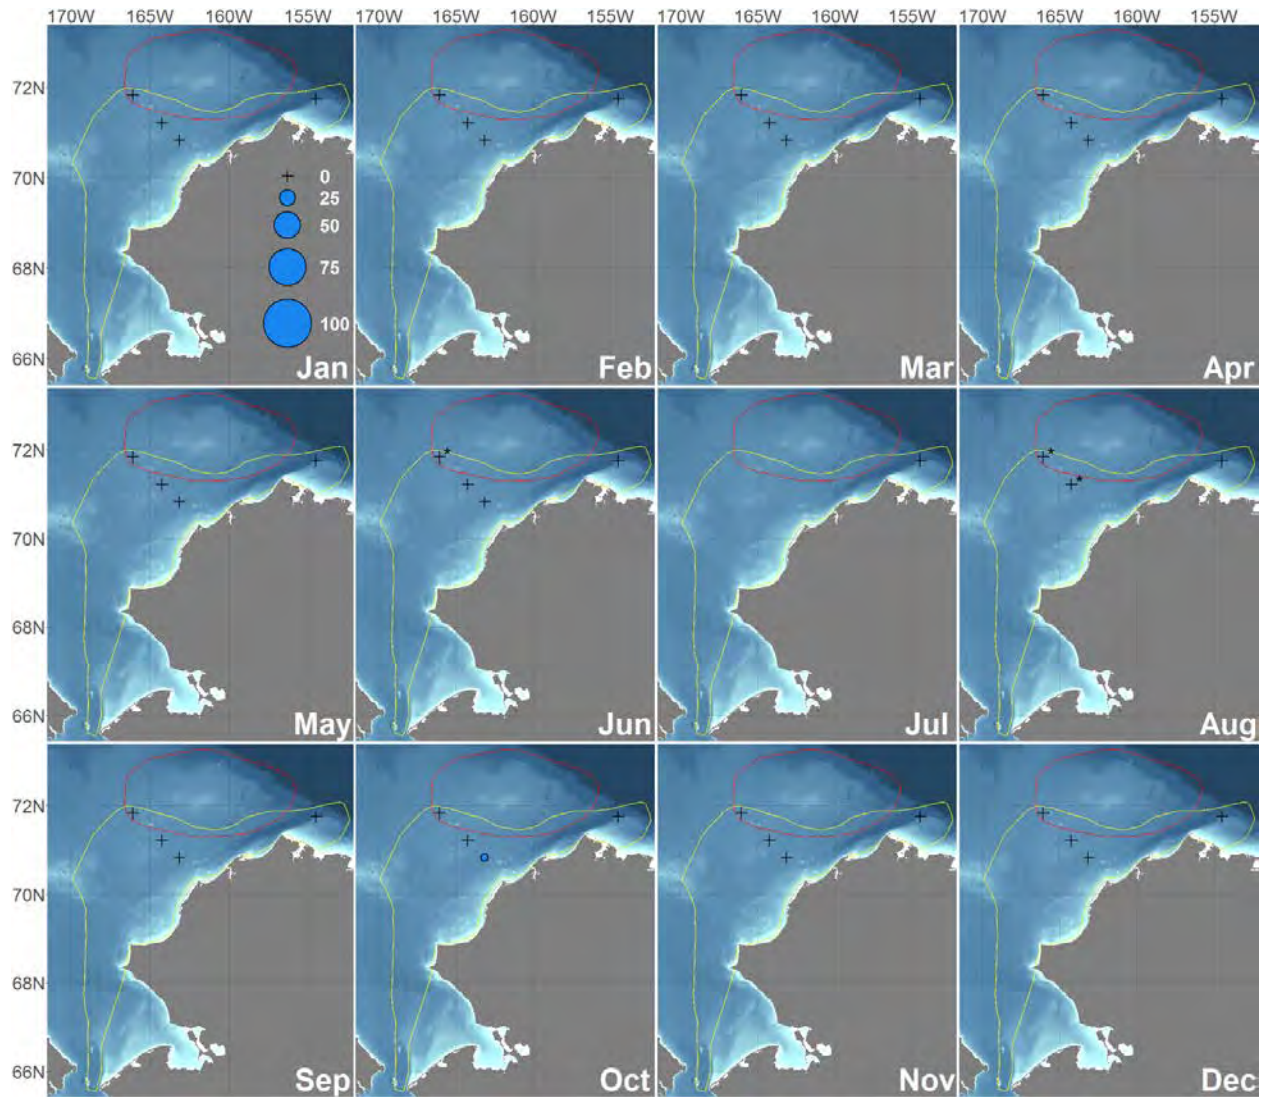 170W 165W 160W 155W 170W 165W 160W 155W 170W 165W 160W 155W 170W 165W 160W 155W
72N
70N
68N
66N
0
25
50
75
100
Jan Feb Mar Apr
72N
70N
68N
66N
May Jun Jul Aug
72N
70N
68N
66N
Sep Oct Nov Dec